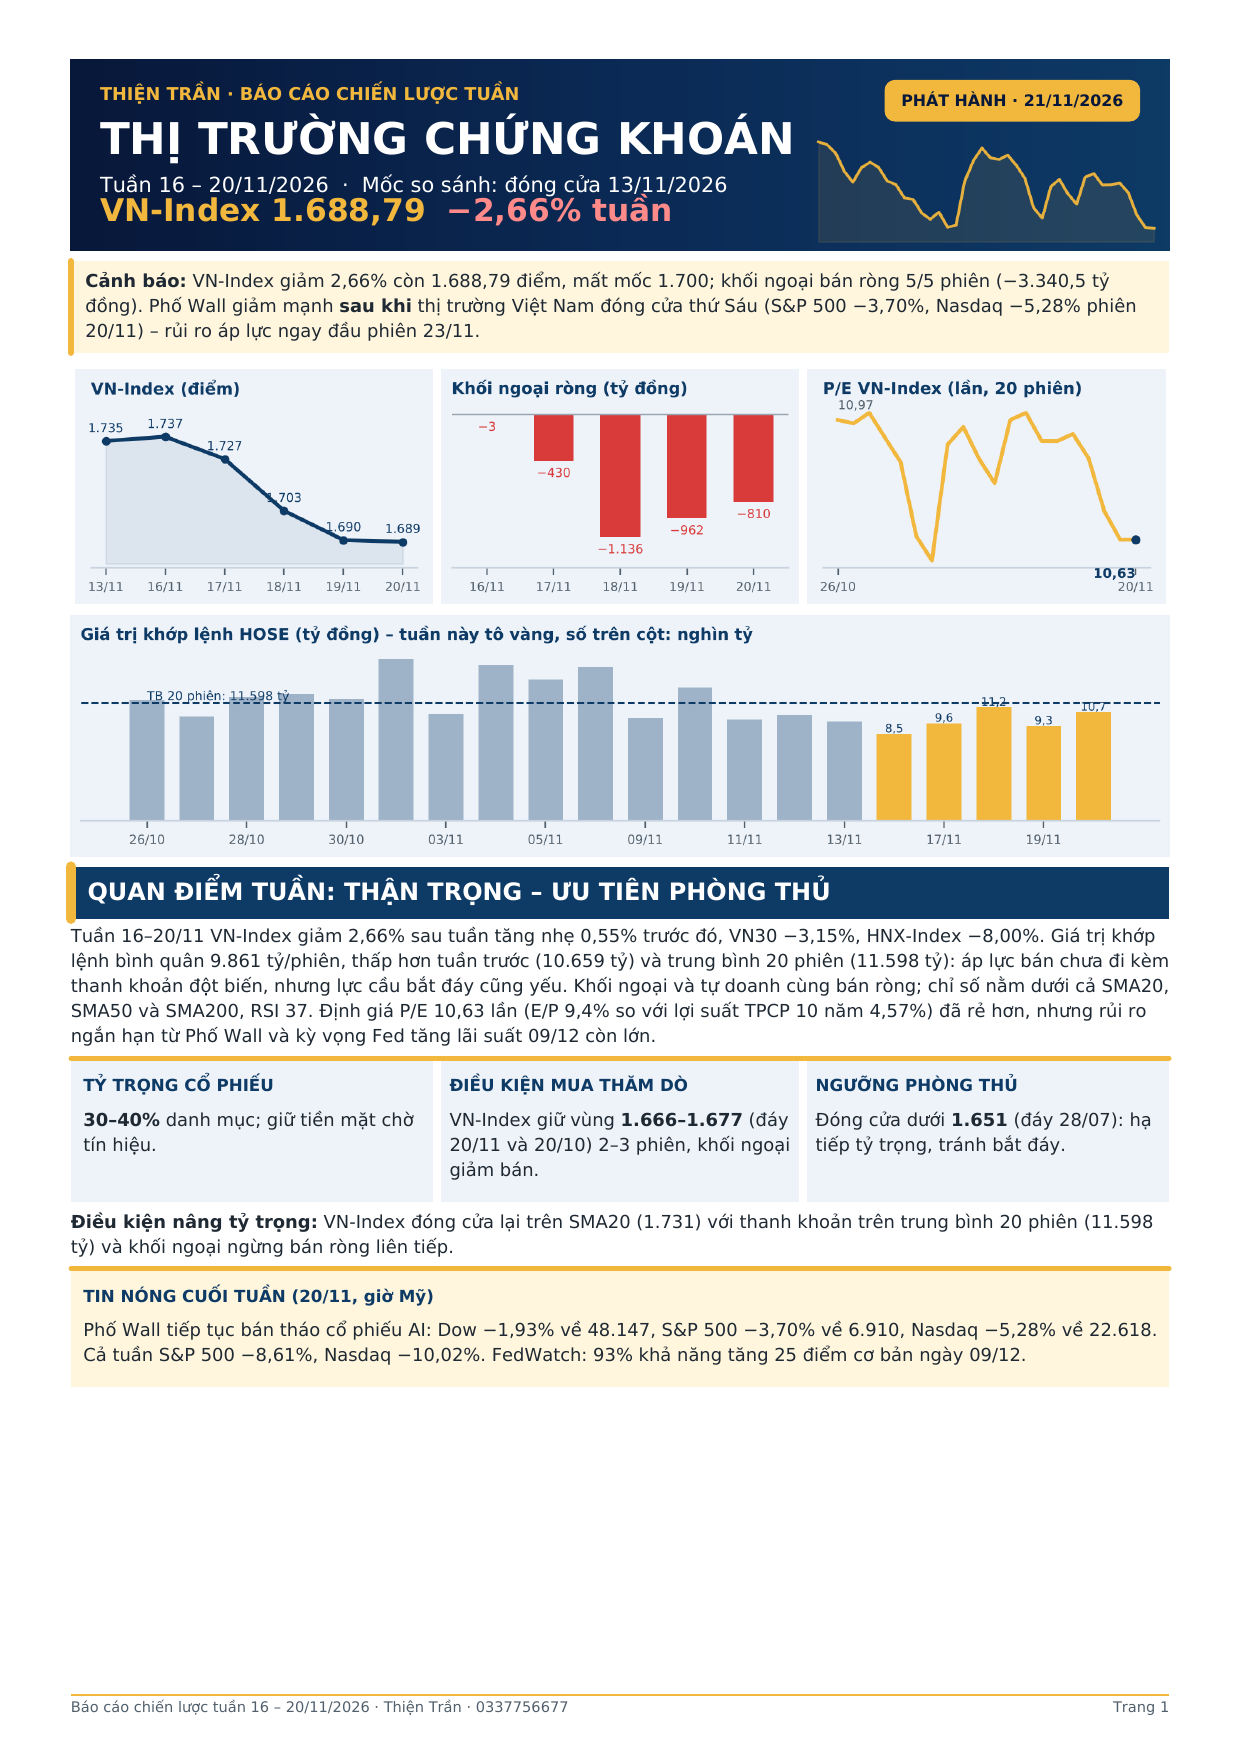 THIỆN TRẦN · BÁO CÁO CHIẾN LƯỢC TUẦN
PHÁT HÀNH · 21/11/2026
THỊ TRƯỜNG CHỨNG KHOÁN
Tuần 16 – 20/11/2026 · Mốc so sánh: đóng cửa 13/11/2026
VN-Index 1.688,79 −2,66% tuần
Cảnh báo: VN-Index giảm 2,66% còn 1.688,79 điểm, mất mốc 1.700; khối ngoại bán ròng 5/5 phiên (−3.340,5 tỷ
đồng). Phố Wall giảm mạnh sau khi thị trường Việt Nam đóng cửa thứ Sáu (S&P 500 −3,70%, Nasdaq −5,28% phiên
20/11) – rủi ro áp lực ngay đầu phiên 23/11.
VN-Index (điểm)
1.735 1.737 1.727 1.703 1.690 1.689
13/11 16/11 17/11 18/11 19/11 20/11
Khối ngoại ròng (tỷ đồng)
−3 −430 −1.136 −962 −810
16/11 17/11 18/11 19/11 20/11
P/E VN-Index (lần, 20 phiên)
10,97
10,63
26/10 20/11
Giá trị khớp lệnh HOSE (tỷ đồng) – tuần này tô vàng, số trên cột: nghìn tỷ
TB 20 phiên: 11.598 tỷ
8,5 9,6 11,2 9,3 10,7
26/10 28/10 30/10 03/11 05/11 09/11 11/11 13/11 17/11 19/11
QUAN ĐIỂM TUẦN: THẬN TRỌNG – ƯU TIÊN PHÒNG THỦ
Tuần 16–20/11 VN-Index giảm 2,66% sau tuần tăng nhẹ 0,55% trước đó, VN30 −3,15%, HNX-Index −8,00%. Giá trị khớp
lệnh bình quân 9.861 tỷ/phiên, thấp hơn tuần trước (10.659 tỷ) và trung bình 20 phiên (11.598 tỷ): áp lực bán chưa đi kèm
thanh khoản đột biến, nhưng lực cầu bắt đáy cũng yếu. Khối ngoại và tự doanh cùng bán ròng; chỉ số nằm dưới cả SMA20,
SMA50 và SMA200, RSI 37. Định giá P/E 10,63 lần (E/P 9,4% so với lợi suất TPCP 10 năm 4,57%) đã rẻ hơn, nhưng rủi ro
ngắn hạn từ Phố Wall và kỳ vọng Fed tăng lãi suất 09/12 còn lớn.
TỶ TRỌNG CỔ PHIẾU
30–40% danh mục; giữ tiền mặt chờ
tín hiệu.
ĐIỀU KIỆN MUA THĂM DÒ
VN-Index giữ vùng 1.666–1.677 (đáy
20/11 và 20/10) 2–3 phiên, khối ngoại
giảm bán.
NGƯỠNG PHÒNG THỦ
Đóng cửa dưới 1.651 (đáy 28/07): hạ
tiếp tỷ trọng, tránh bắt đáy.
Điều kiện nâng tỷ trọng: VN-Index đóng cửa lại trên SMA20 (1.731) với thanh khoản trên trung bình 20 phiên (11.598
tỷ) và khối ngoại ngừng bán ròng liên tiếp.
TIN NÓNG CUỐI TUẦN (20/11, giờ Mỹ)
Phố Wall tiếp tục bán tháo cổ phiếu AI: Dow −1,93% về 48.147, S&P 500 −3,70% về 6.910, Nasdaq −5,28% về 22.618.
Cả tuần S&P 500 −8,61%, Nasdaq −10,02%. FedWatch: 93% khả năng tăng 25 điểm cơ bản ngày 09/12.
Báo cáo chiến lược tuần 16 – 20/11/2026 · Thiện Trần · 0337756677
Trang 1